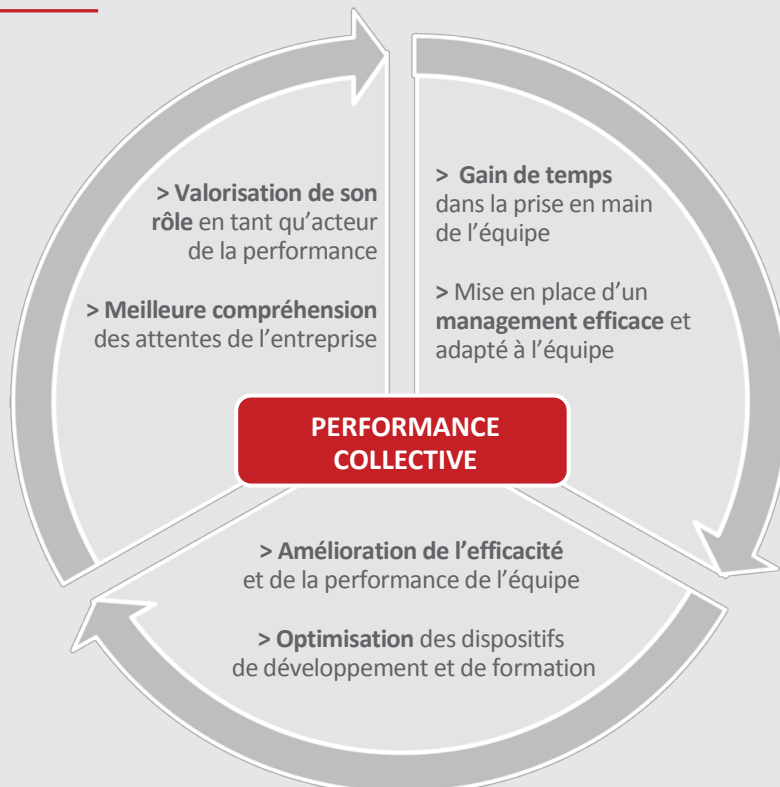 > Valorisation de son
rôle en tant qu’acteur
de la performance
> Meilleure compréhension
des attentes de l’entreprise
> Gain de temps
dans la prise en main
de l’équipe
> Mise en place d’un
management efficace et
adapté à l’équipe
PERFORMANCE
COLLECTIVE
> Amélioration de l’efficacité
et de la performance de l’équipe
> Optimisation des dispositifs
de développement et de formation